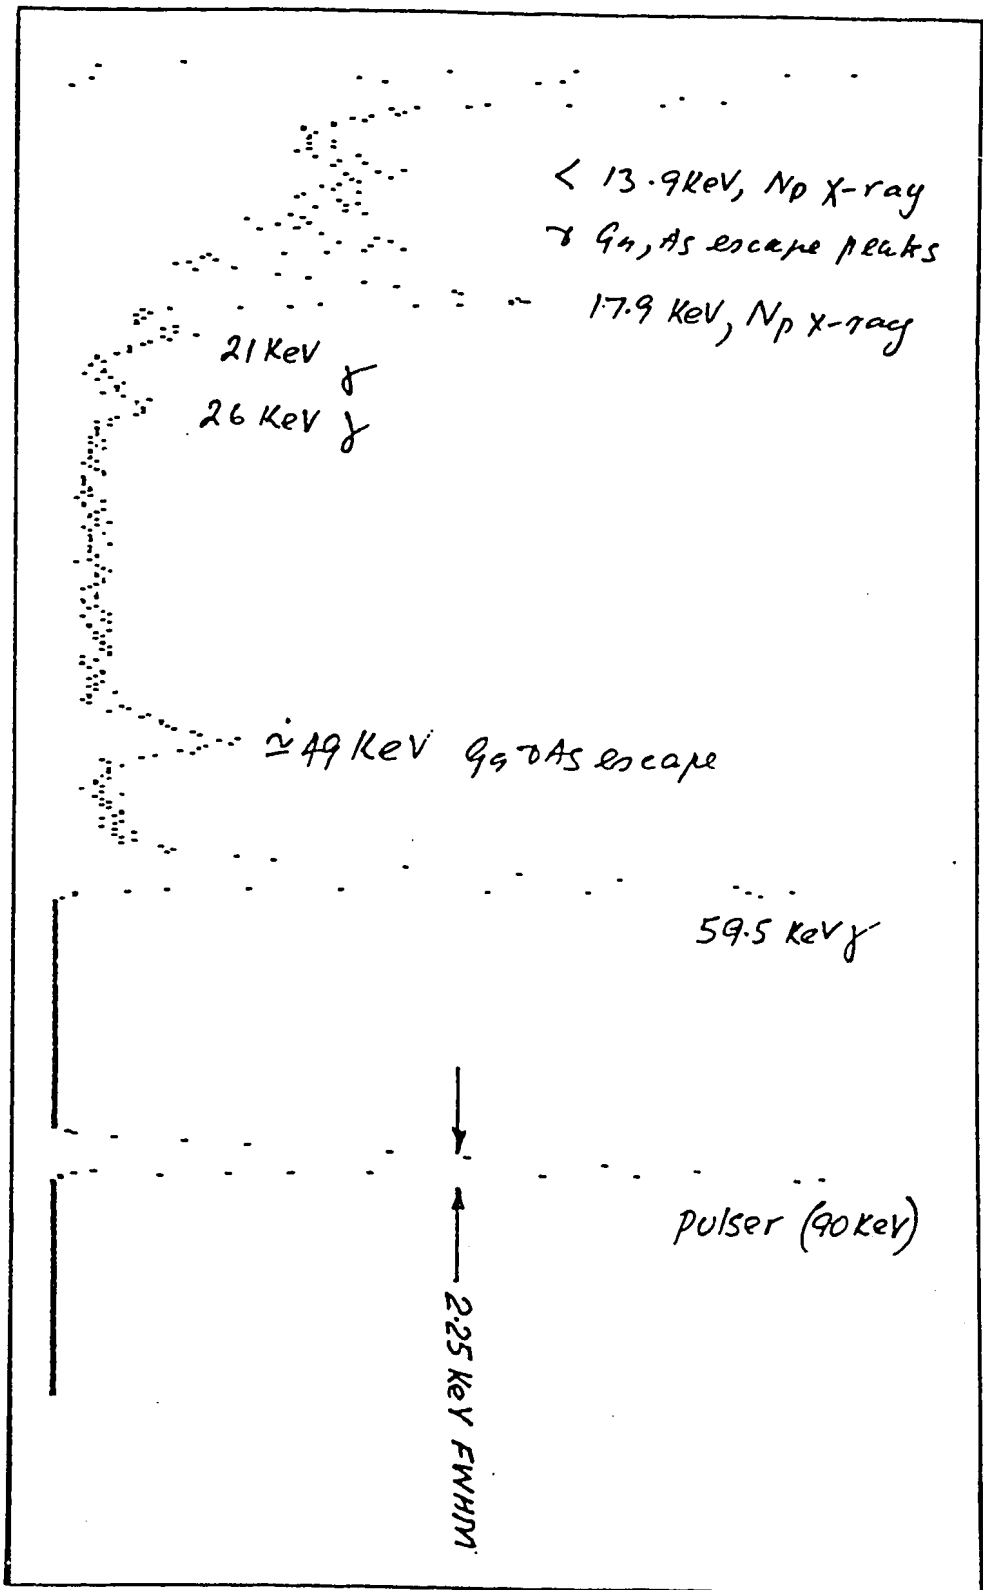 < 13.9KeV, Np X-ray
& Ga, As escape peaks
17.9 KeV, Np X-ray
21 KeV γ
26 KeV γ
≃ 49 KeV Ga & As escape
59.5 KeV γ
pulser (90 KeV)
2.25 KeV FWHM